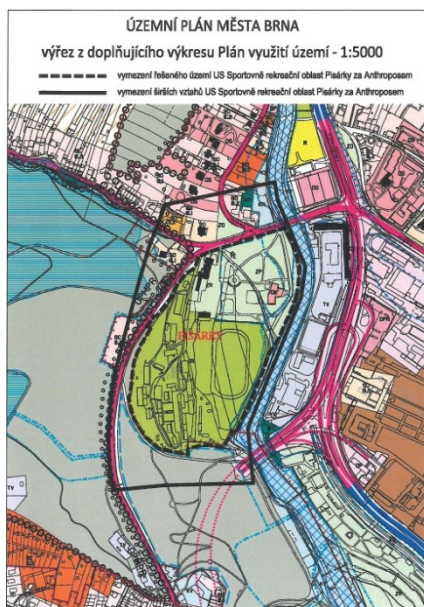 ÚZEMNÍ PLÁN MĚSTA BRNA
výřez z doplňujícího výkresu Plán využití území - 1:5000
vymezení řešeného území US Sportovně rekreační oblast Pisárky za Anthroposem
vymezení širších vztahů US Sportovně rekreační oblast Pisárky za Anthroposem
PISÁRKY